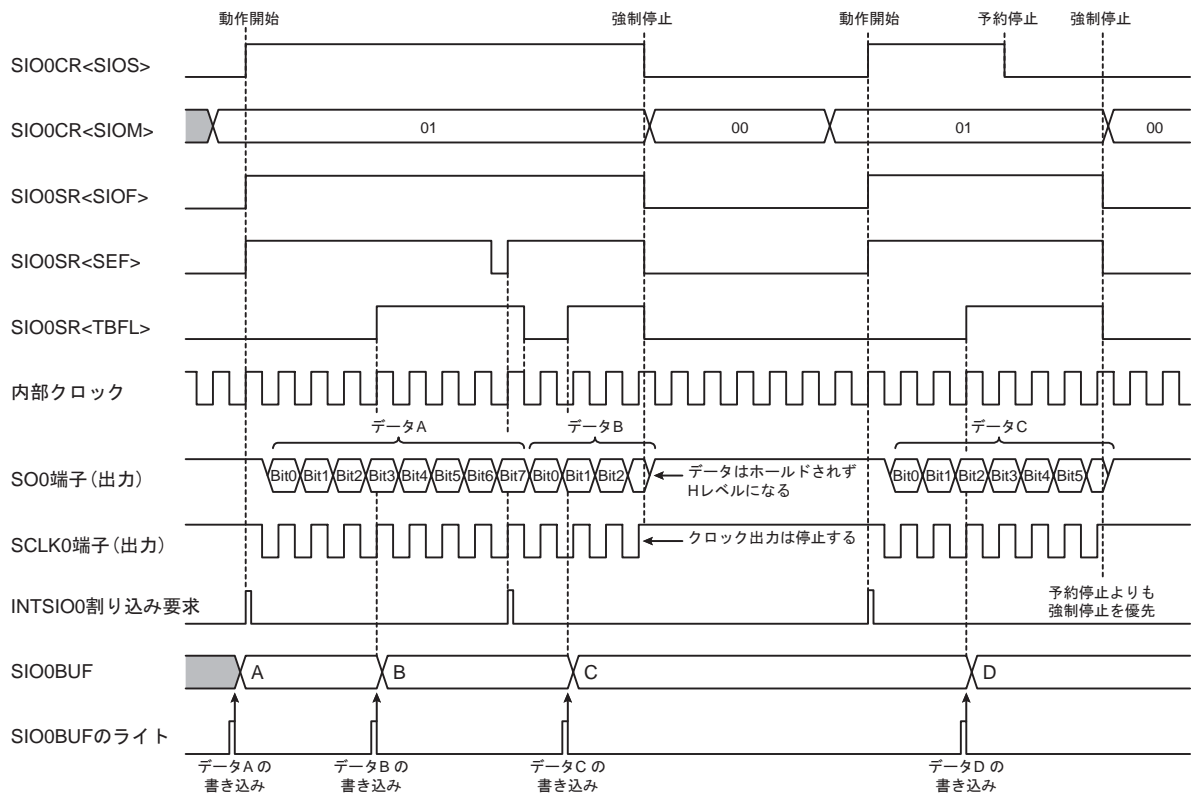 動作開始 強制停止 動作開始 予約停止 強制停止
SIO0CR<SIOS>
SIO0CR<SIOM> 01 00 01 00
SIO0SR<SIOF>
SIO0SR<SEF>
SIO0SR<TBFL>
内部クロック
データA データB データC
SO0端子(出力) Bit0 Bit1 Bit2 Bit3 Bit4 Bit5 Bit6 Bit7 Bit0 Bit1 Bit2 Bit0 Bit1 Bit2 Bit3 Bit4 Bit5
データはホールドされず
Hレベルになる
SCLK0端子(出力) クロック出力は停止する
INTSIO0割り込み要求
予約停止よりも
強制停止を優先
SIO0BUF A B C D
SIO0BUFのライト
データA の
書き込み
データB の
書き込み
データC の
書き込み
データD の
書き込み